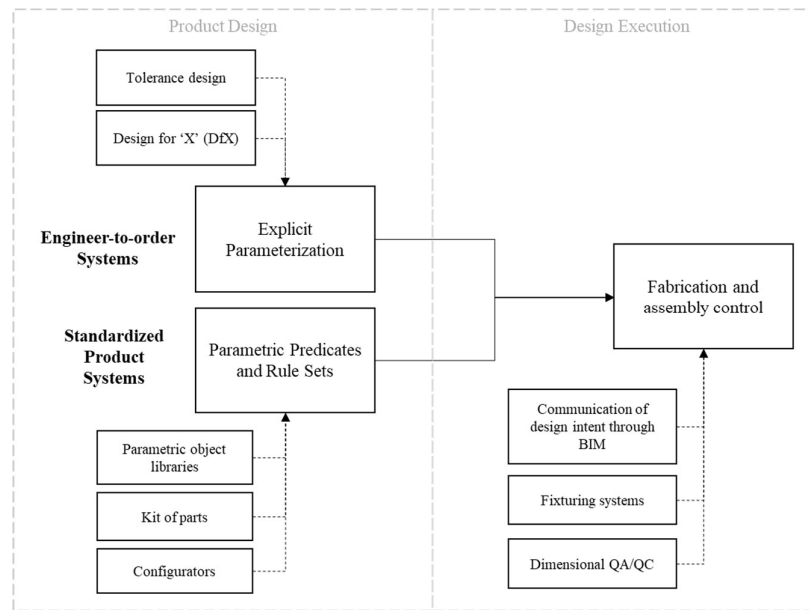 Product Design
Design Execution
Tolerance design
Design for ‘X’ (DfX)
Engineer-to-order
Systems
Explicit
Parameterization
Standardized
Product
Systems
Parametric Predicates
and Rule Sets
Fabrication and
assembly control
Parametric object
libraries
Kit of parts
Configurators
Communication of
design intent through
BIM
Fixturing systems
Dimensional QA/QC